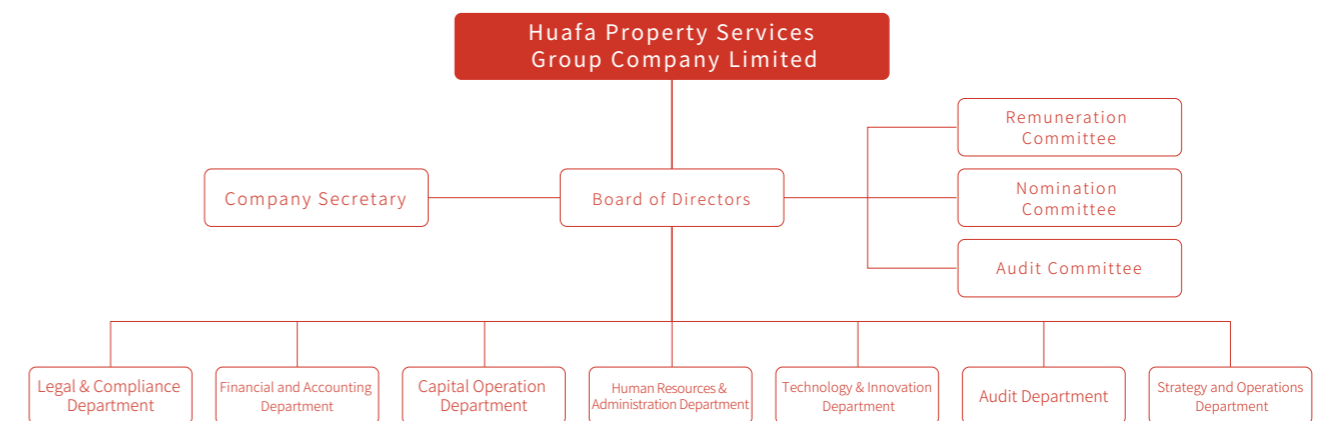 Huafa Property Services
Group Company Limited
Remuneration
Committee
Company Secretary
Board of Directors
Nomination
Committee
Audit Committee
Legal & Compliance
Department
Financial and Accounting
Department
Capital Operation
Department
Human Resources &
Administration Department
Technology & Innovation
Department
Audit Department
Strategy and Operations
Department